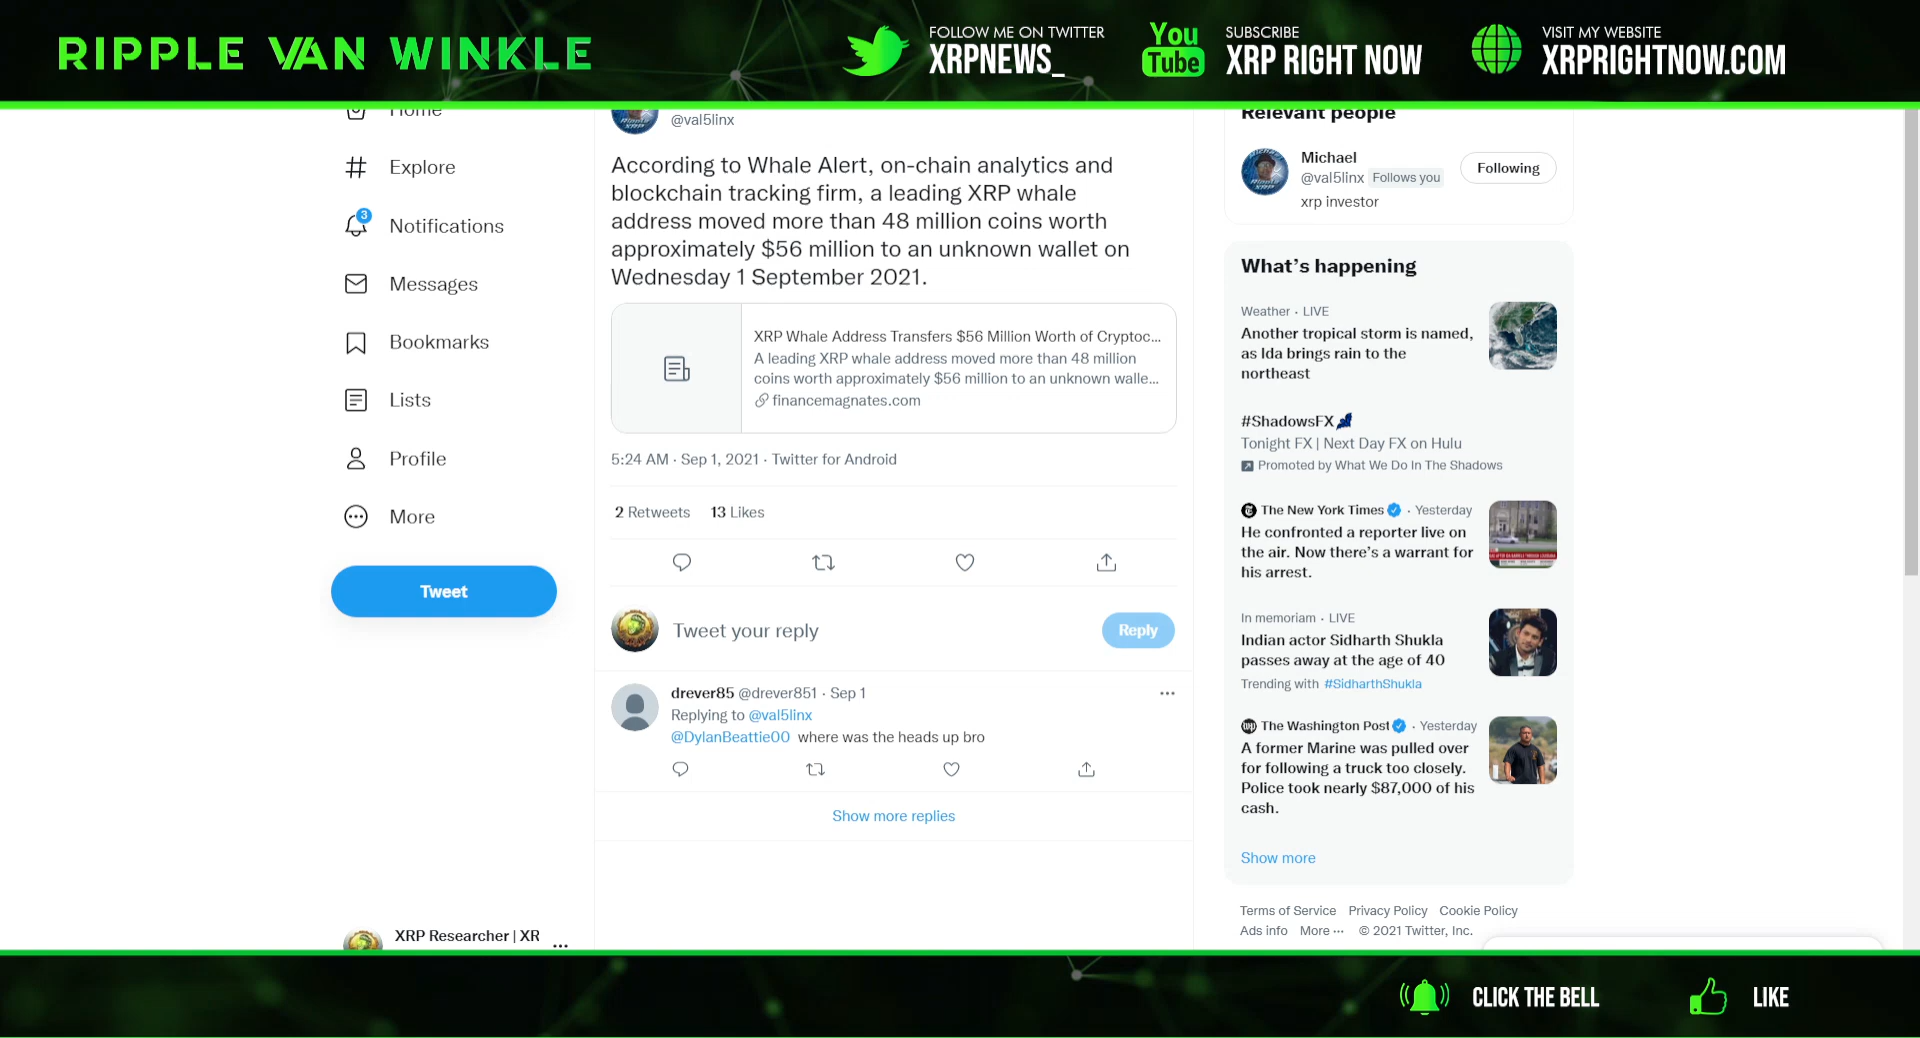 RIPPLE VAN WINKLE
FOLLOW ME ON TWITTER
XRPNEWS_
You
Tube
SUBSCRIBE
XRP RIGHT NOW
VISIT MY WEBSITE
XRPRIGHTNOW.COM
Home
Explore
3
Notifications
Messages
Bookmarks
Lists
Profile
More
Tweet
XRP Researcher | XR
@val5linx
According to Whale Alert, on-chain analytics and
blockchain tracking firm, a leading XRP whale
address moved more than 48 million coins worth
approximately $56 million to an unknown wallet on
Wednesday 1 September 2021.
XRP Whale Address Transfers $56 Million Worth of Cryptoc...
A leading XRP whale address moved more than 48 million
coins worth approximately $56 million to an unknown walle...
financemagnates.com
5:24 AM · Sep 1, 2021 · Twitter for Android
2 Retweets 13 Likes
Tweet your reply
Reply
drever85 @drever851 · Sep 1
Replying to @val5linx
@DylanBeattie00 where was the heads up bro
Show more replies
Relevant people
Michael
@val5linx Follows you
Following
xrp investor
What's happening
Weather · LIVE
Another tropical storm is named,
as Ida brings rain to the
northeast
#ShadowsFX
Tonight FX | Next Day FX on Hulu
Promoted by What We Do In The Shadows
The New York Times · Yesterday
He confronted a reporter live on
the air. Now there's a warrant for
his arrest.
In memoriam · LIVE
Indian actor Sidharth Shukla
passes away at the age of 40
Trending with #SidharthShukla
The Washington Post · Yesterday
A former Marine was pulled over
for following a truck too closely.
Police took nearly $87,000 of his
cash.
Show more
Terms of Service Privacy Policy Cookie Policy
Ads info More ··· © 2021 Twitter, Inc.
CLICK THE BELL
LIKE